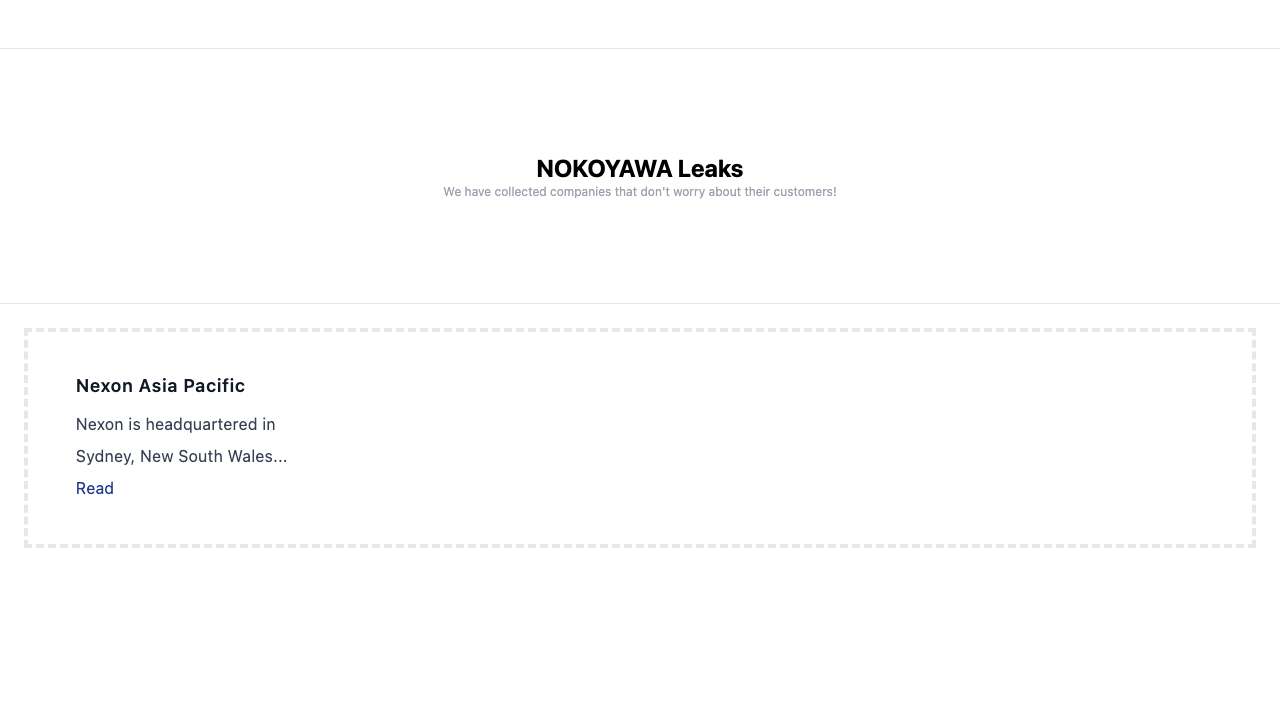 NOKOYAWA Leaks
We have collected companies that don't worry about their customers!
Nexon Asia Pacific
Nexon is headquartered in
Sydney, New South Wales...
Read